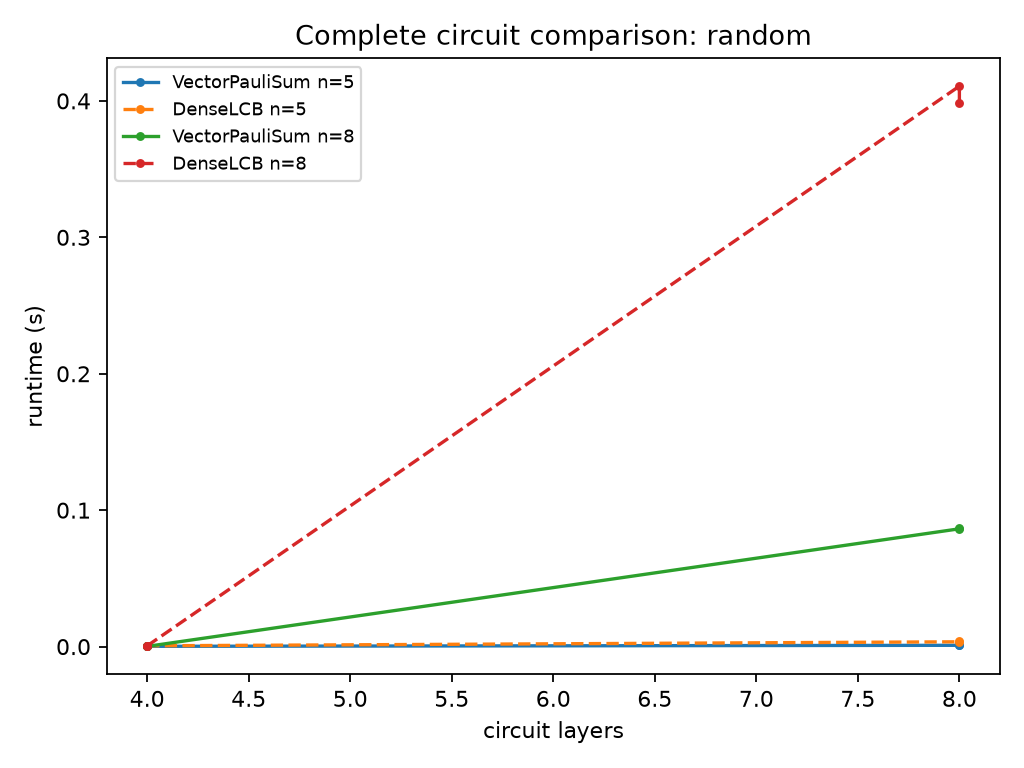 Complete circuit comparison: random
VectorPauliSum n=5
DenseLCB n=5
VectorPauliSum n=8
DenseLCB n=8
runtime (s)
0.4
0.3
0.2
0.1
0.0
4.0 4.5 5.0 5.5 6.0 6.5 7.0 7.5 8.0
circuit layers